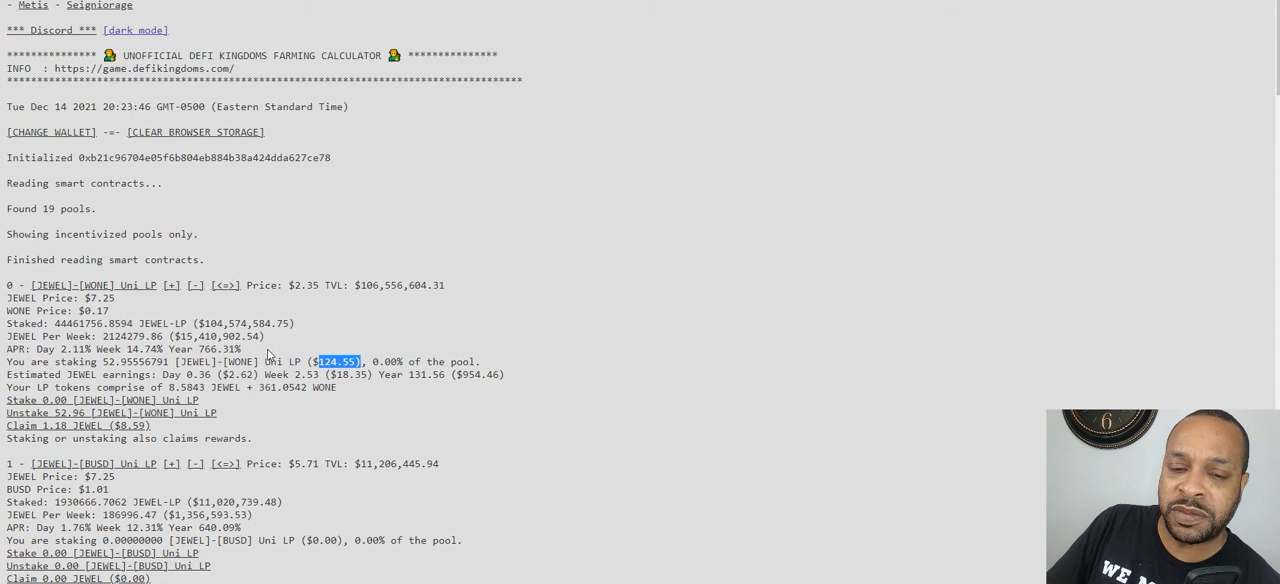 - Metis - Seigniorage
*** Discord *** [dark mode]
*************** 🧑‍🌾 UNOFFICIAL DEFI KINGDOMS FARMING CALCULATOR 🧑‍🌾 ***************
INFO : https://game.defikingdoms.com/
*********************************************************************************
Tue Dec 14 2021 20:23:46 GMT-0500 (Eastern Standard Time)
[CHANGE WALLET] -=- [CLEAR BROWSER STORAGE]
Initialized 0xb21c96704e05f6b804eb884b38a424dda627ce78
Reading smart contracts...
Found 19 pools.
Showing incentivized pools only.
Finished reading smart contracts.
0 - [JEWEL]-[WONE] Uni LP [+] [-] [<=>] Price: $2.35 TVL: $106,556,604.31
JEWEL Price: $7.25
WONE Price: $0.17
Staked: 44461756.8594 JEWEL-LP ($104,574,584.75)
JEWEL Per Week: 2124279.86 ($15,410,902.54)
APR: Day 2.11% Week 14.74% Year 766.31%
You are staking 52.95556791 [JEWEL]-[WONE] Uni LP ($124.55), 0.00% of the pool.
Estimated JEWEL earnings: Day 0.36 ($2.62) Week 2.53 ($18.35) Year 131.56 ($954.46)
Your LP tokens comprise of 8.5843 JEWEL + 361.0542 WONE
Stake 0.00 [JEWEL]-[WONE] Uni LP
Unstake 52.96 [JEWEL]-[WONE] Uni LP
Claim 1.18 JEWEL ($8.59)
Staking or unstaking also claims rewards.
1 - [JEWEL]-[BUSD] Uni LP [+] [-] [<=>] Price: $5.71 TVL: $11,206,445.94
JEWEL Price: $7.25
BUSD Price: $1.01
Staked: 1930666.7062 JEWEL-LP ($11,020,739.48)
JEWEL Per Week: 186996.47 ($1,356,593.53)
APR: Day 1.76% Week 12.31% Year 640.09%
You are staking 0.00000000 [JEWEL]-[BUSD] Uni LP ($0.00), 0.00% of the pool.
Stake 0.00 [JEWEL]-[BUSD] Uni LP
Unstake 0.00 [JEWEL]-[BUSD] Uni LP
Claim 0.00 JEWEL ($0.00)
6
WE M